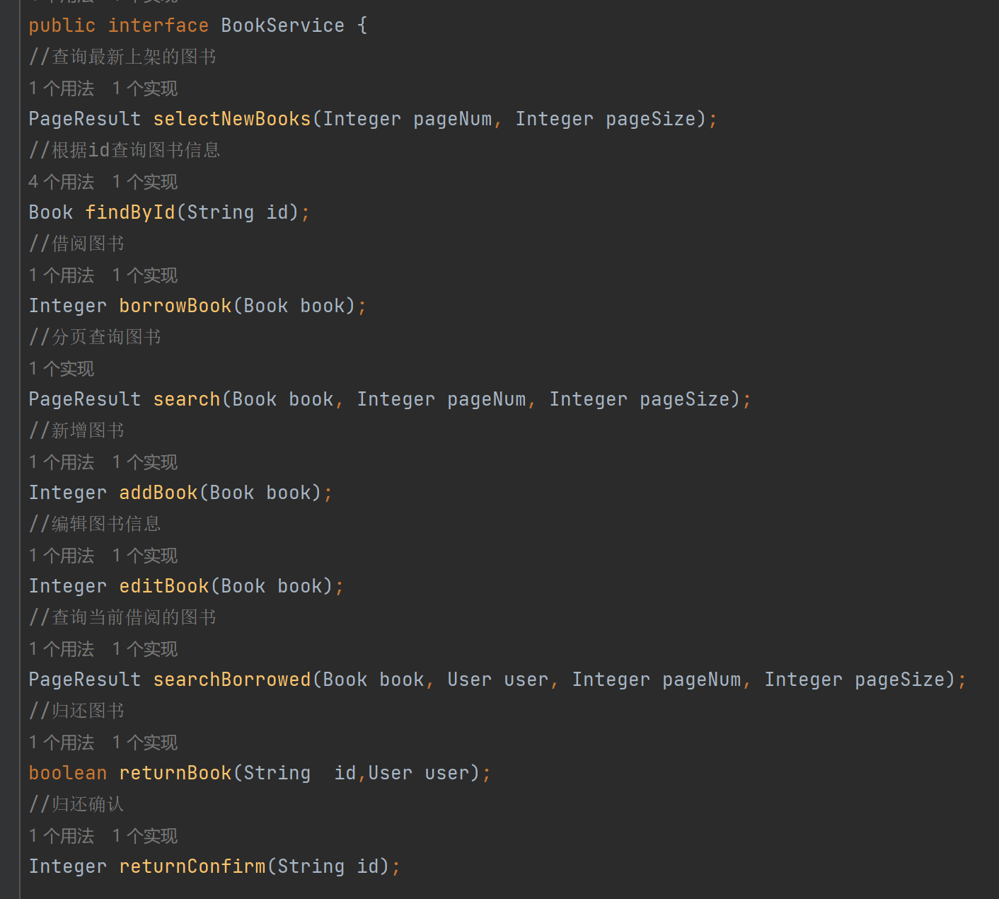 public interface BookService {
//查询最新上架的图书
1 个用法 1 个实现
PageResult selectNewBooks(Integer pageNum, Integer pageSize);
//根据id查询图书信息
4 个用法 1 个实现
Book findById(String id);
//借阅图书
1 个用法 1 个实现
Integer borrowBook(Book book);
//分页查询图书
1 个实现
PageResult search(Book book, Integer pageNum, Integer pageSize);
//新增图书
1 个用法 1 个实现
Integer addBook(Book book);
//编辑图书信息
1 个用法 1 个实现
Integer editBook(Book book);
//查询当前借阅的图书
1 个用法 1 个实现
PageResult searchBorrowed(Book book, User user, Integer pageNum, Integer pageSize);
//归还图书
1 个用法 1 个实现
boolean returnBook(String  id,User user);
//归还确认
1 个用法 1 个实现
Integer returnConfirm(String id);